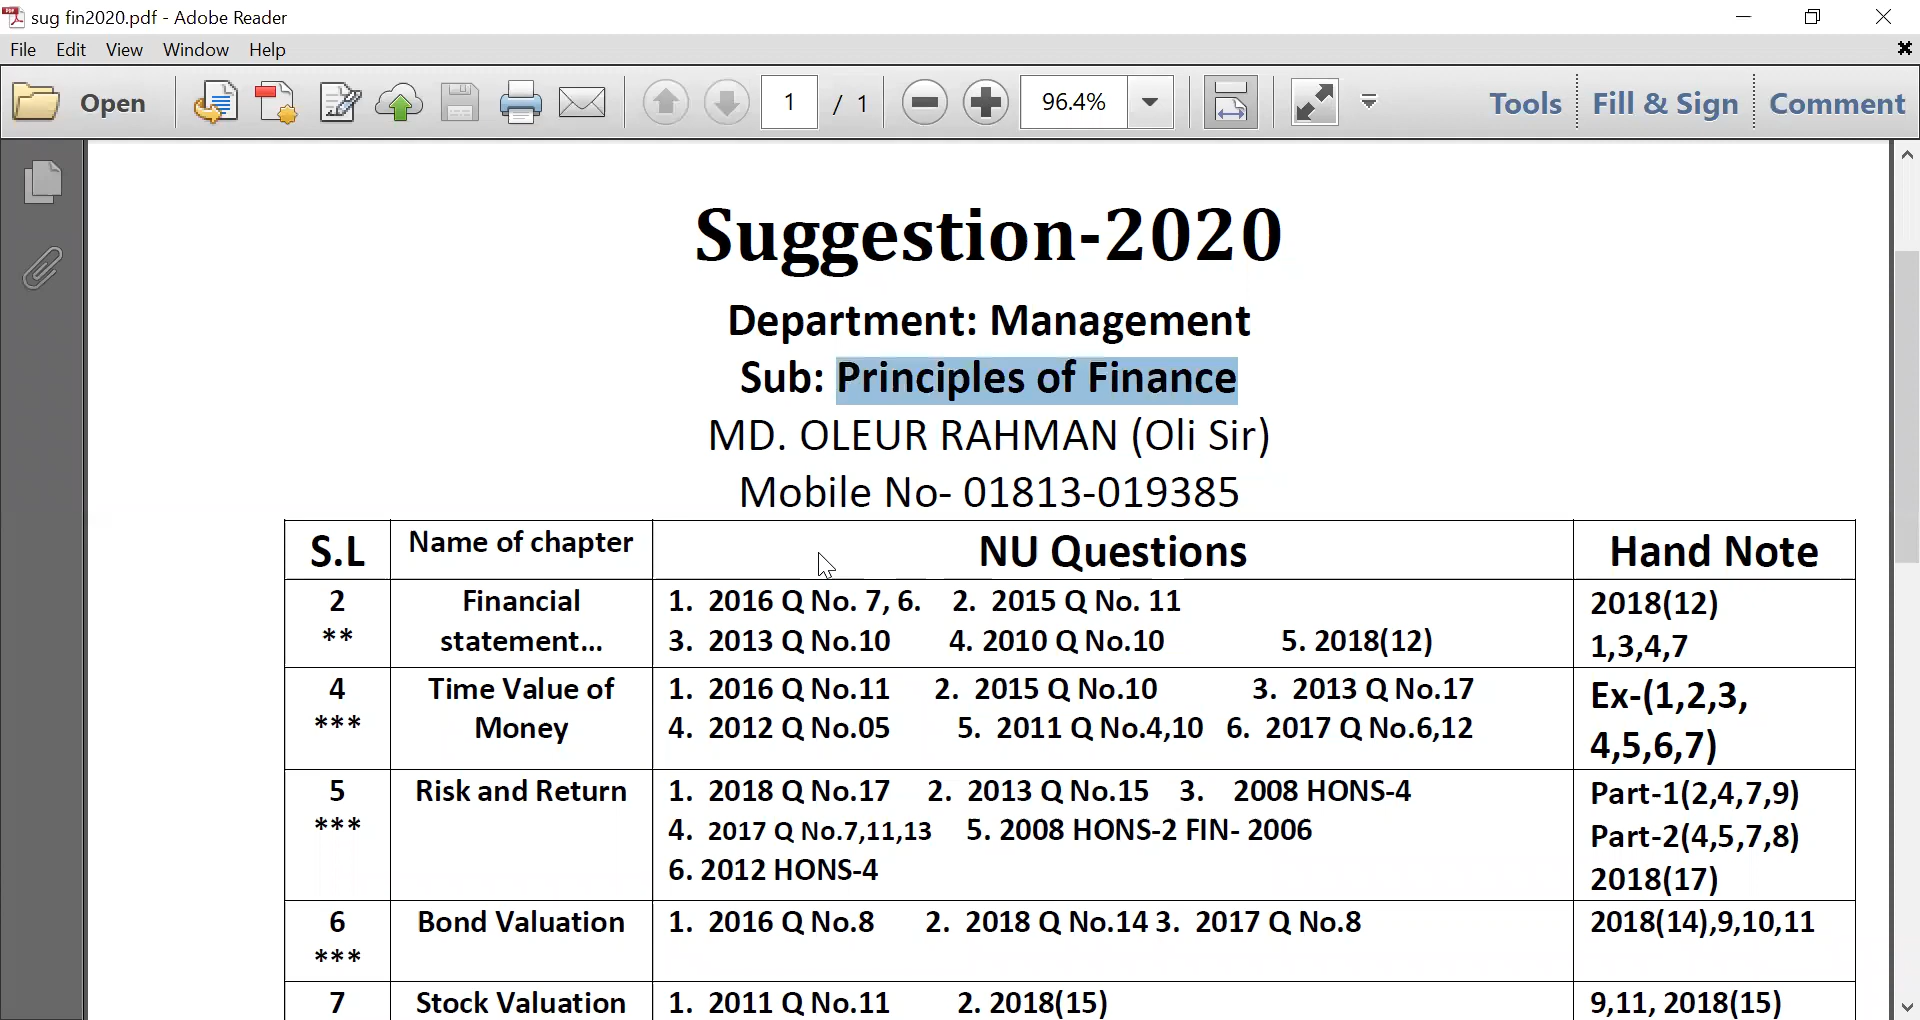 sug fin2020.pdf - Adobe Reader
File Edit View Window Help
Open 1 / 1 96.4% Tools Fill & Sign Comment
Suggestion-2020
Department: Management
Sub: Principles of Finance
MD. OLEUR RAHMAN (Oli Sir)
Mobile No- 01813-019385
S.L Name of chapter NU Questions Hand Note
2 Financial 1. 2016 Q No. 7, 6. 2. 2015 Q No. 11 2018(12)
** statement... 3. 2013 Q No.10 4. 2010 Q No.10 5. 2018(12) 1,3,4,7
4 Time Value of 1. 2016 Q No.11 2. 2015 Q No.10 3. 2013 Q No.17 Ex-(1,2,3,
*** Money 4. 2012 Q No.05 5. 2011 Q No.4,10 6. 2017 Q No.6,12 4,5,6,7)
5 Risk and Return 1. 2018 Q No.17 2. 2013 Q No.15 3. 2008 HONS-4 Part-1(2,4,7,9)
*** 4. 2017 Q No.7,11,13 5. 2008 HONS-2 FIN- 2006 Part-2(4,5,7,8)
6. 2012 HONS-4 2018(17)
6 Bond Valuation 1. 2016 Q No.8 2. 2018 Q No.14 3. 2017 Q No.8 2018(14),9,10,11
***
7 Stock Valuation 1. 2011 Q No.11 2. 2018(15) 9,11, 2018(15)